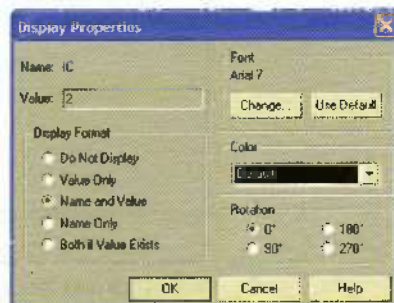 Display Properties
Name: IC
Value: 2
Display Format
Do Not Display
Value Only
Name and Value
Name Only
Both if Value Exists
Font
Arial 7
Change... Use Default
Color
Default
Rotation
0° 180°
90° 270°
OK Cancel Help